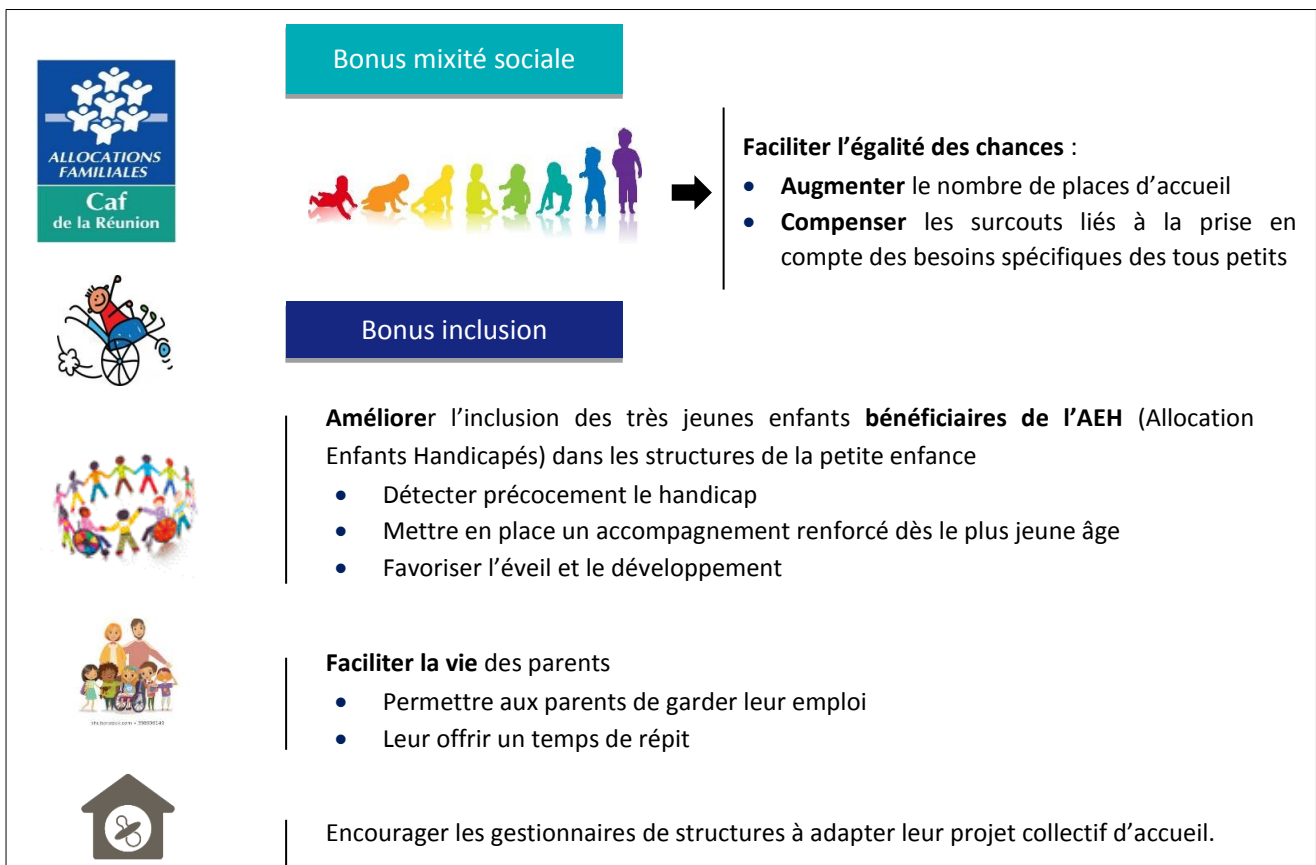 Bonus mixité sociale
ALLOCATIONS
FAMILIALES
Caf
de la Réunion
Faciliter l’égalité des chances :
• Augmenter le nombre de places d’accueil
• Compenser les surcouts liés à la prise en
compte des besoins spécifiques des tous petits
Bonus inclusion
Améliorer l’inclusion des très jeunes enfants bénéficiaires de l’AEH (Allocation
Enfants Handicapés) dans les structures de la petite enfance
• Détecter précocement le handicap
• Mettre en place un accompagnement renforcé dès le plus jeune âge
• Favoriser l’éveil et le développement
Faciliter la vie des parents
• Permettre aux parents de garder leur emploi
• Leur offrir un temps de répit
Encourager les gestionnaires de structures à adapter leur projet collectif d’accueil.